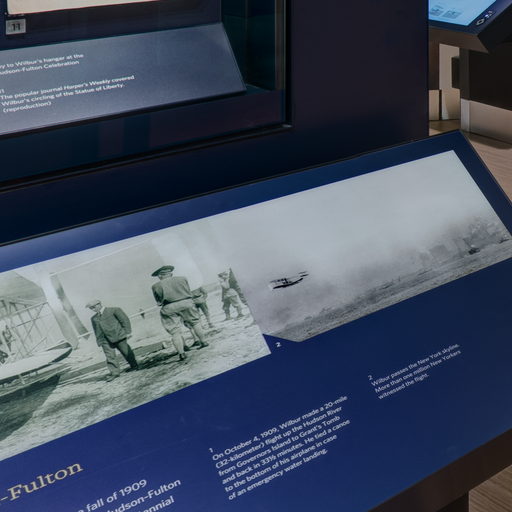 11
y to Wilbur's hangar at the
udson-Fulton Celebration
The popular journal Harper's Weekly covered
Wilbur's circling of the Statue of Liberty.
(reproduction)
2
2
Wilbur passes the New York skyline.
More than one million New Yorkers
witnessed the flight.
1
On October 4, 1909, Wilbur made a 20-mile
(32-kilometer) flight up the Hudson River
from Governors Island to Grant's Tomb
and back in 33½ minutes. He tied a canoe
to the bottom of his airplane in case
of an emergency water landing.
-Fulton
fall of 1909
Hudson-Fulton
ennial